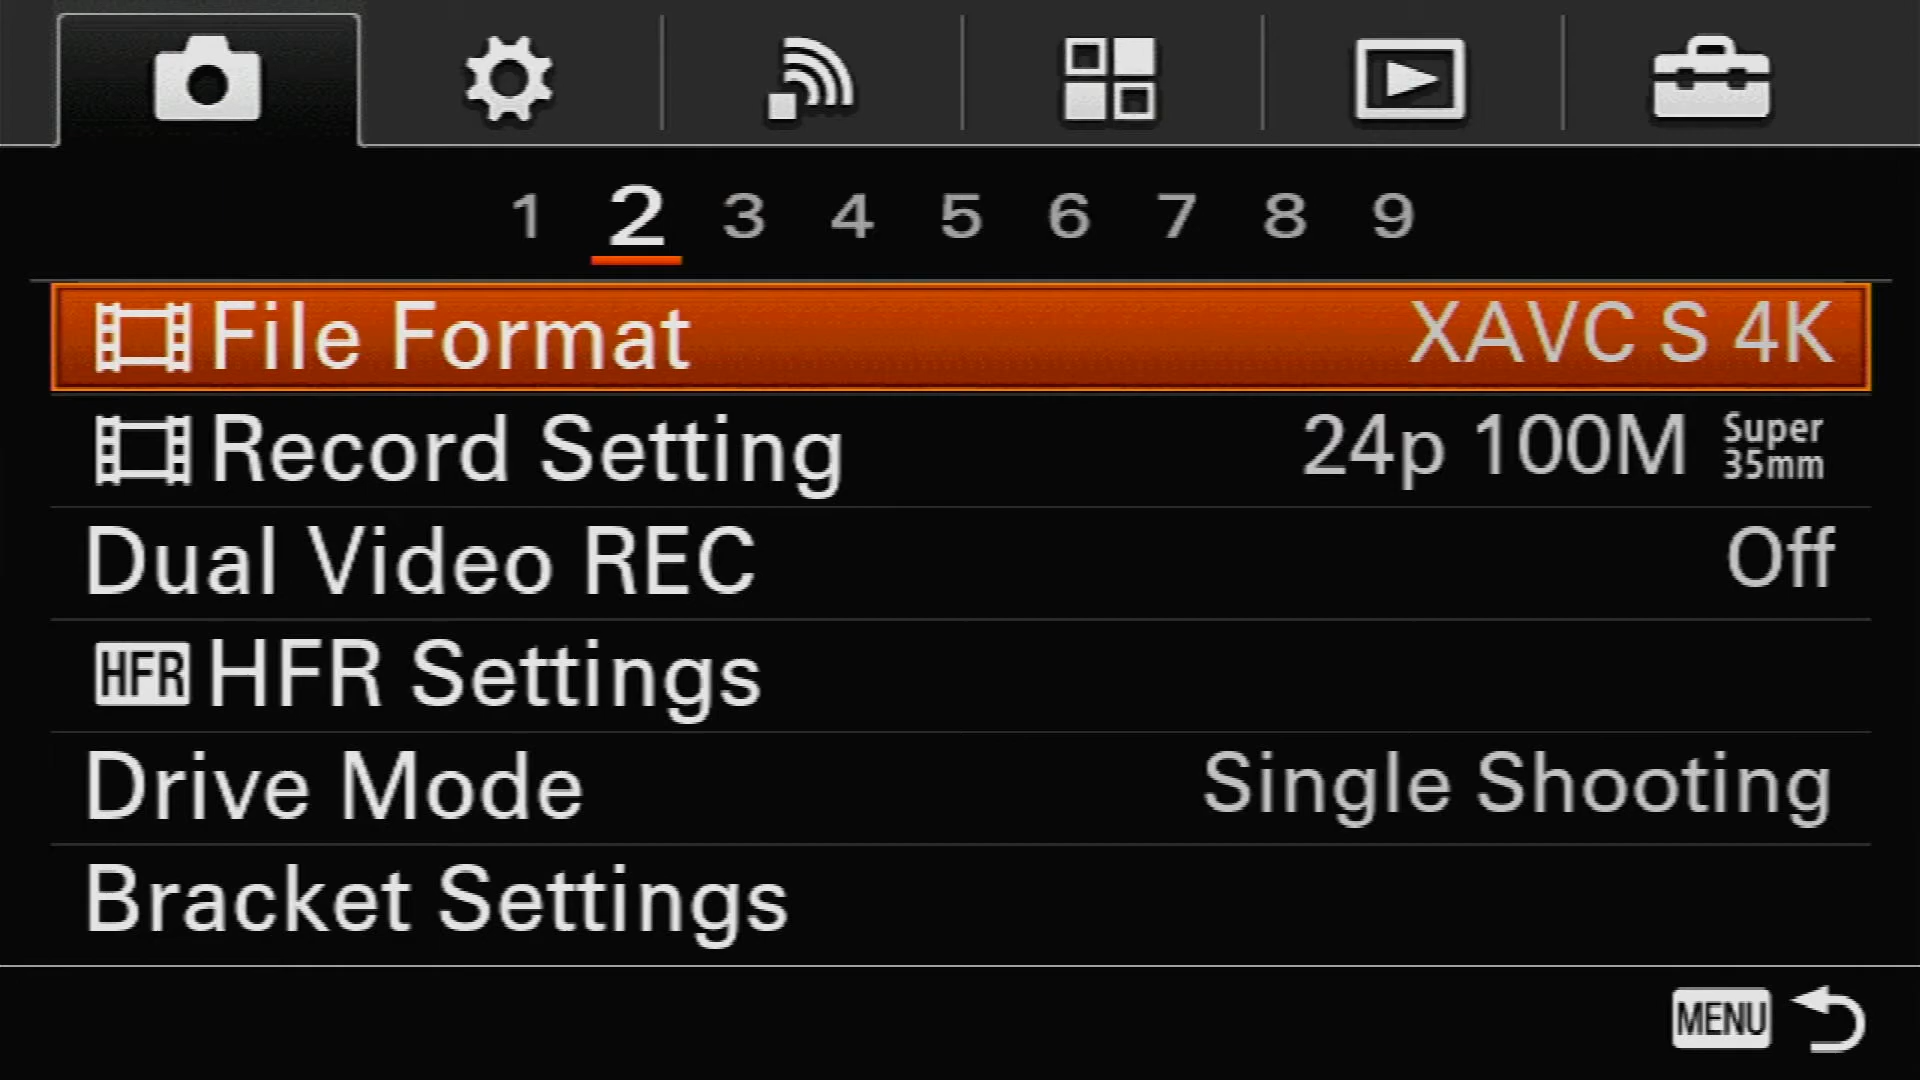 1 2 3 4 5 6 7 8 9
File Format XAVC S 4K
Record Setting 24p 100M Super 35mm
Dual Video REC Off
HFR HFR Settings
Drive Mode Single Shooting
Bracket Settings
MENU